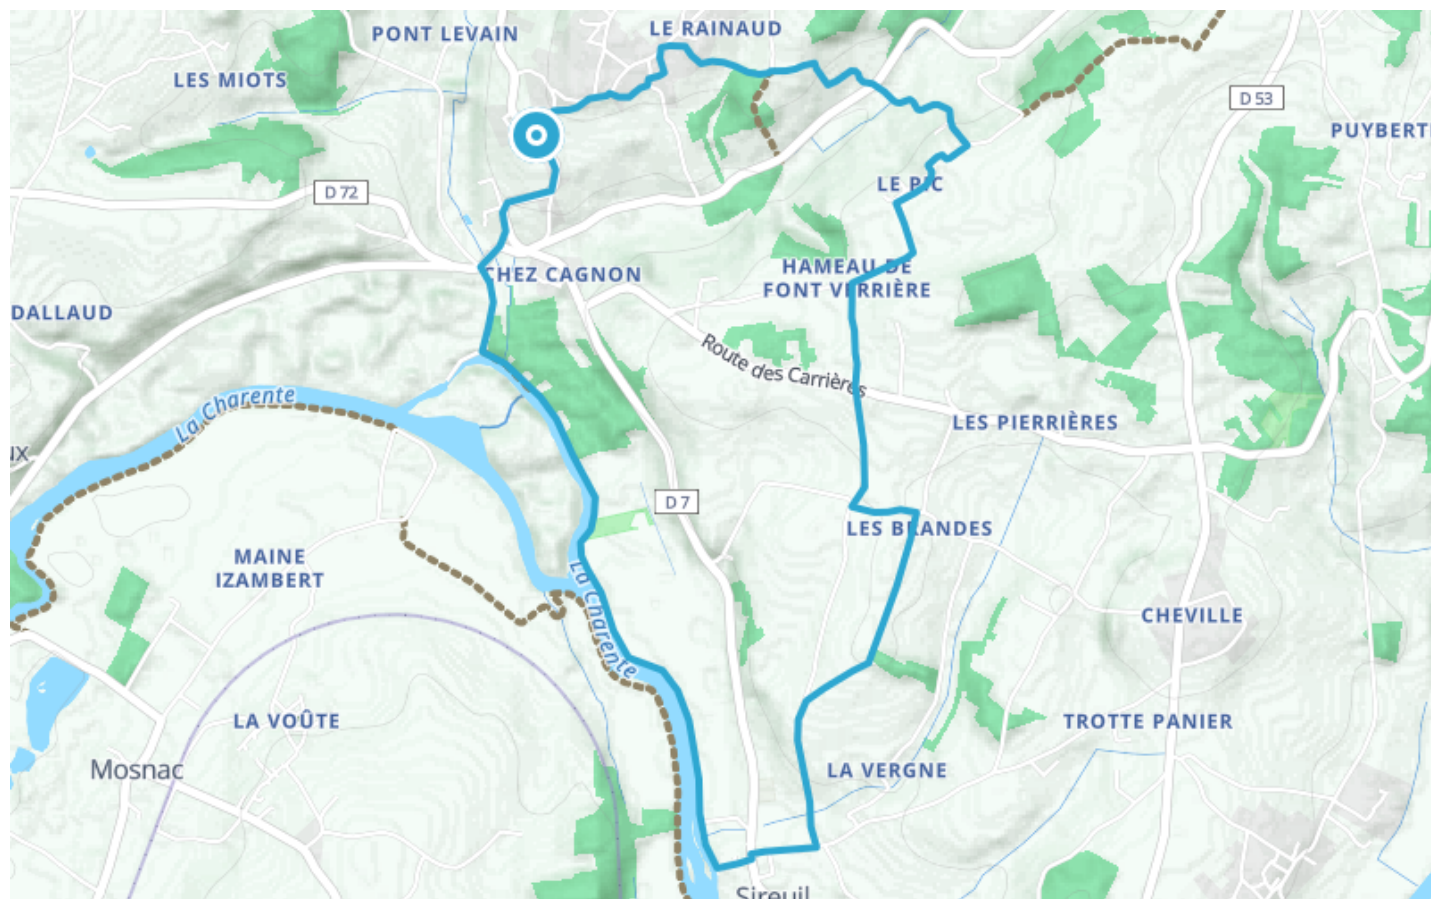 LE RAINAUD
PONT LEVAIN
LES MIOTS
D 53
PUYBERT
D 72
LE PIC
CHEZ CAGNON
HAMEAU DE
FONT VERRIÈRE
DALLAUD
Route des Carrières
La Charente
LES PIERRIÈRES
UX
D 7
LES BRANDES
MAINE
IZAMBERT
La Charente
CHEVILLE
LA VOÛTE
TROTTE PANIER
Mosnac
LA VERGNE
Sireuil